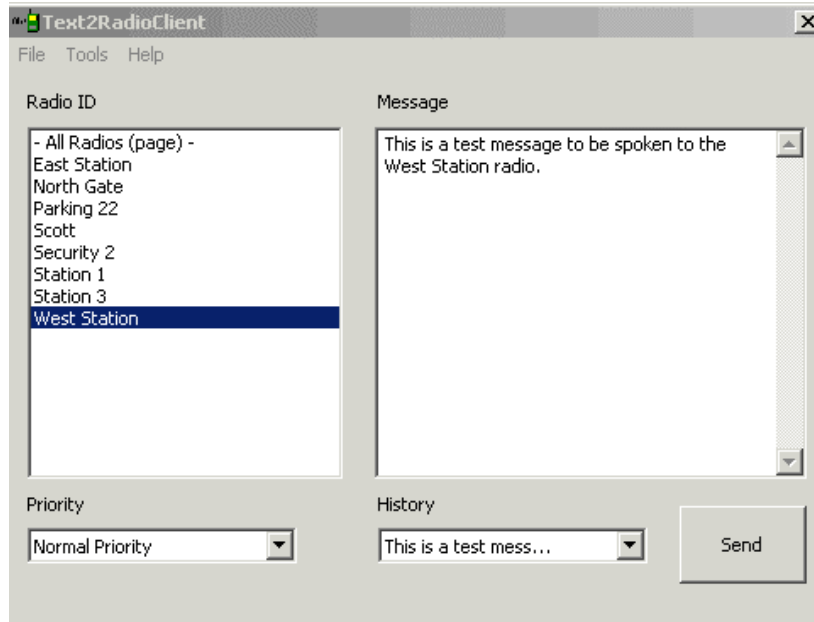 Text2RadioClient
File Tools Help
Radio ID
- All Radios (page) -
East Station
North Gate
Parking 22
Scott
Security 2
Station 1
Station 3
West Station
Message
This is a test message to be spoken to the
West Station radio.
Priority
Normal Priority
History
This is a test mess...
Send